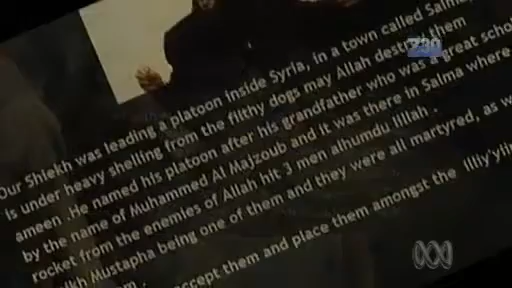 Our Shiekh was leading a platoon inside Syria, in a town called Salma,
is under heavy shelling from the filthy dogs may Allah destroy them
ameen .He named his platoon after his grandfather who was a great schol
by the name of Muhammed Al Majzoub and it was there in Salma where
rocket from the enemies of Allah hit 3 men alhumdu lillah .
ikh Mustapha being one of them and they were all martyred, as w
accept them and place them amongst the Illiy'yin
730